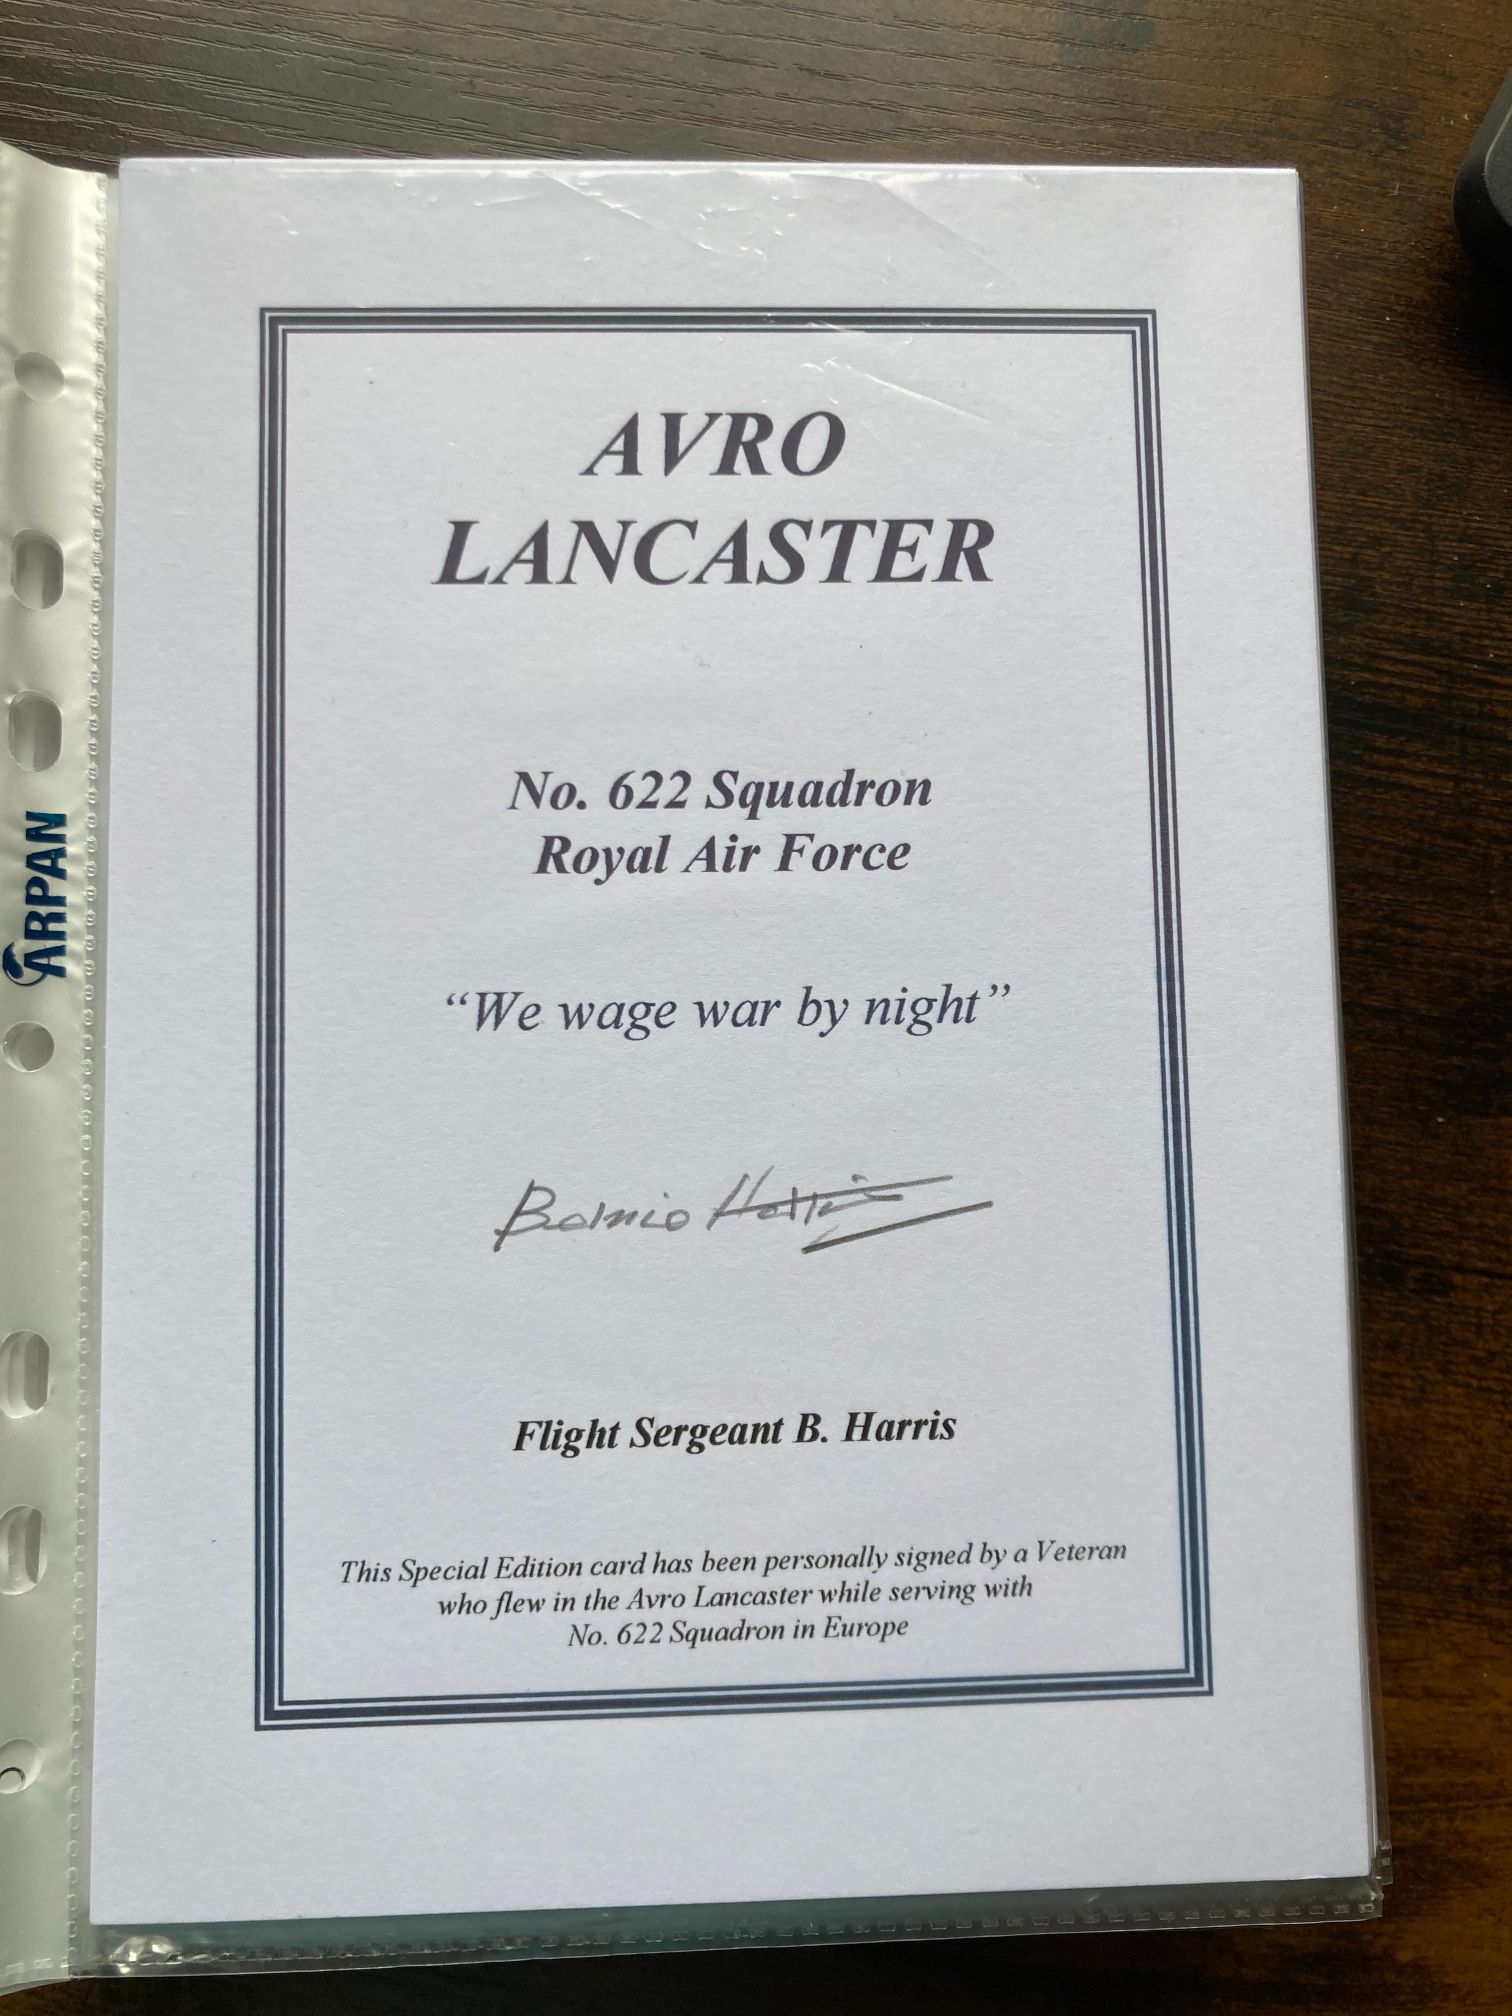 AVRO
LANCASTER
No. 622 Squadron
Royal Air Force
“We wage war by night”
Bernie Harris
Flight Sergeant B. Harris
This Special Edition card has been personally signed by a Veteran
who flew in the Avro Lancaster while serving with
No. 622 Squadron in Europe
ARPAN